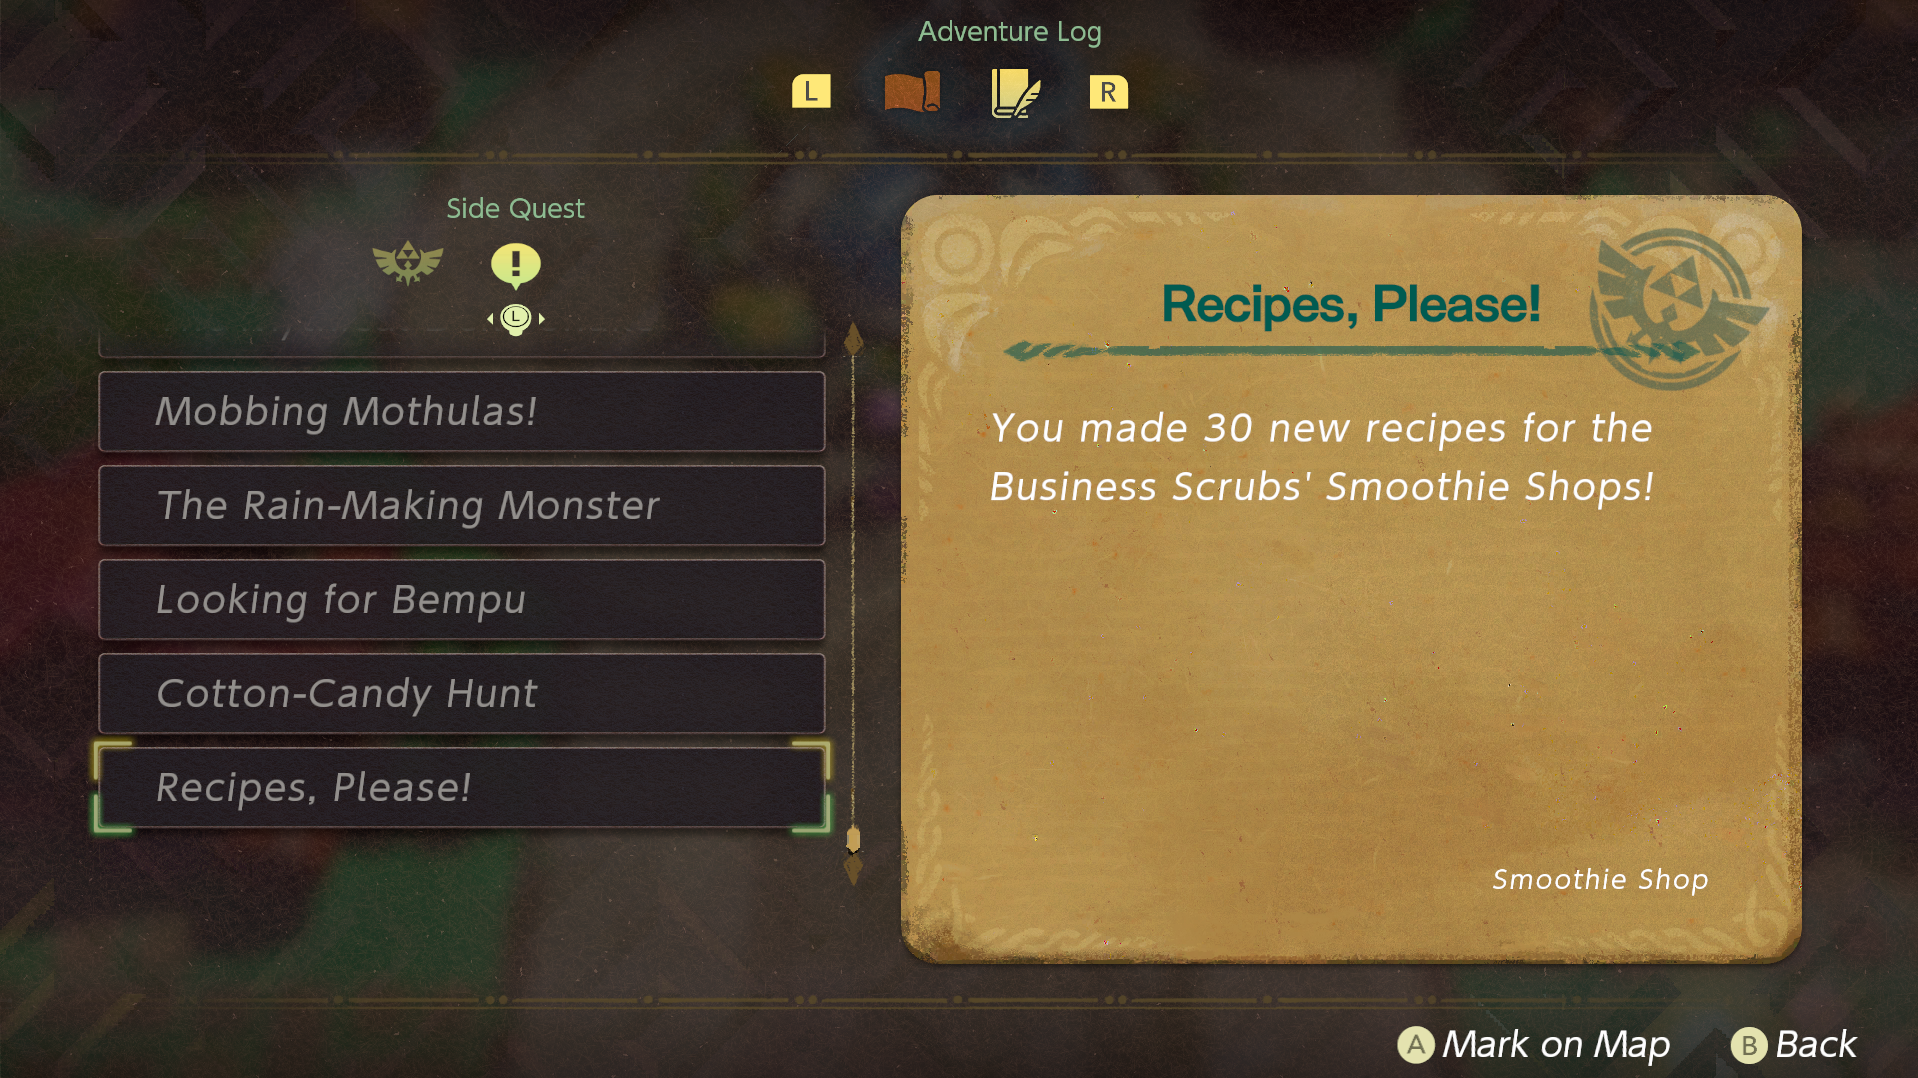 Adventure Log
L
R
Side Quest
!
L
Mobbing Mothulas!
The Rain-Making Monster
Looking for Bempu
Cotton-Candy Hunt
Recipes, Please!
Recipes, Please!
You made 30 new recipes for the
Business Scrubs' Smoothie Shops!
Smoothie Shop
A Mark on Map
B Back